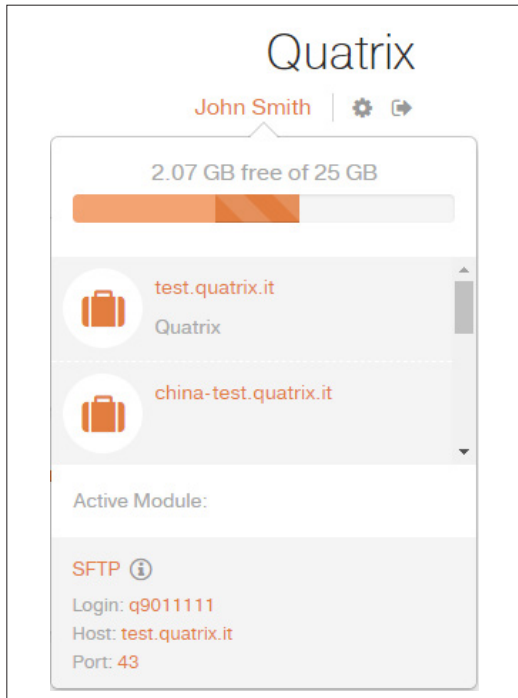 Quatrix
John Smith
2.07 GB free of 25 GB
test.quatrix.it
Quatrix
china-test.quatrix.it
Active Module:
SFTP
Login: q9011111
Host: test.quatrix.it
Port: 43